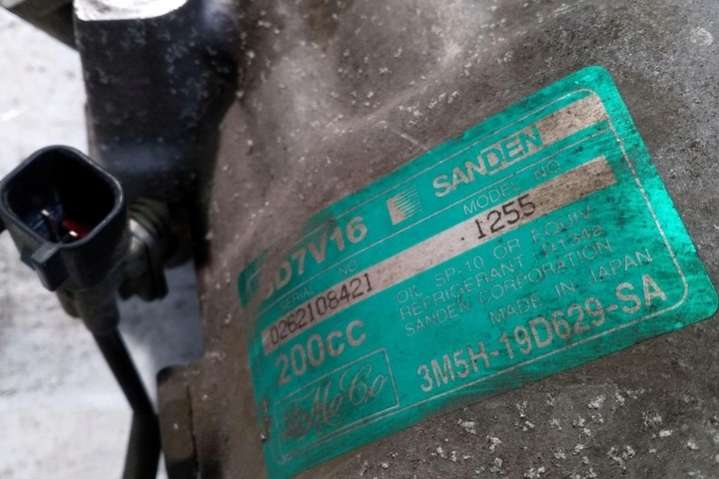 SD7V16 SANDEN
SERIAL NO. MODEL NO.
0262108421 1255
200cc
OIL SP-10 OR EQUIV.
REFRIGERANT R134a
SANDEN CORPORATION
MADE IN JAPAN
3M5H-19D629-SA